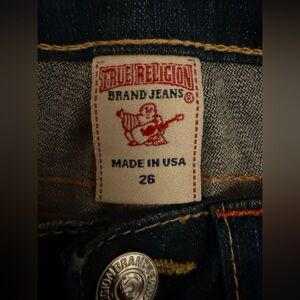 TRUE RELIGION
BRAND JEANS ®
MADE IN USA
26